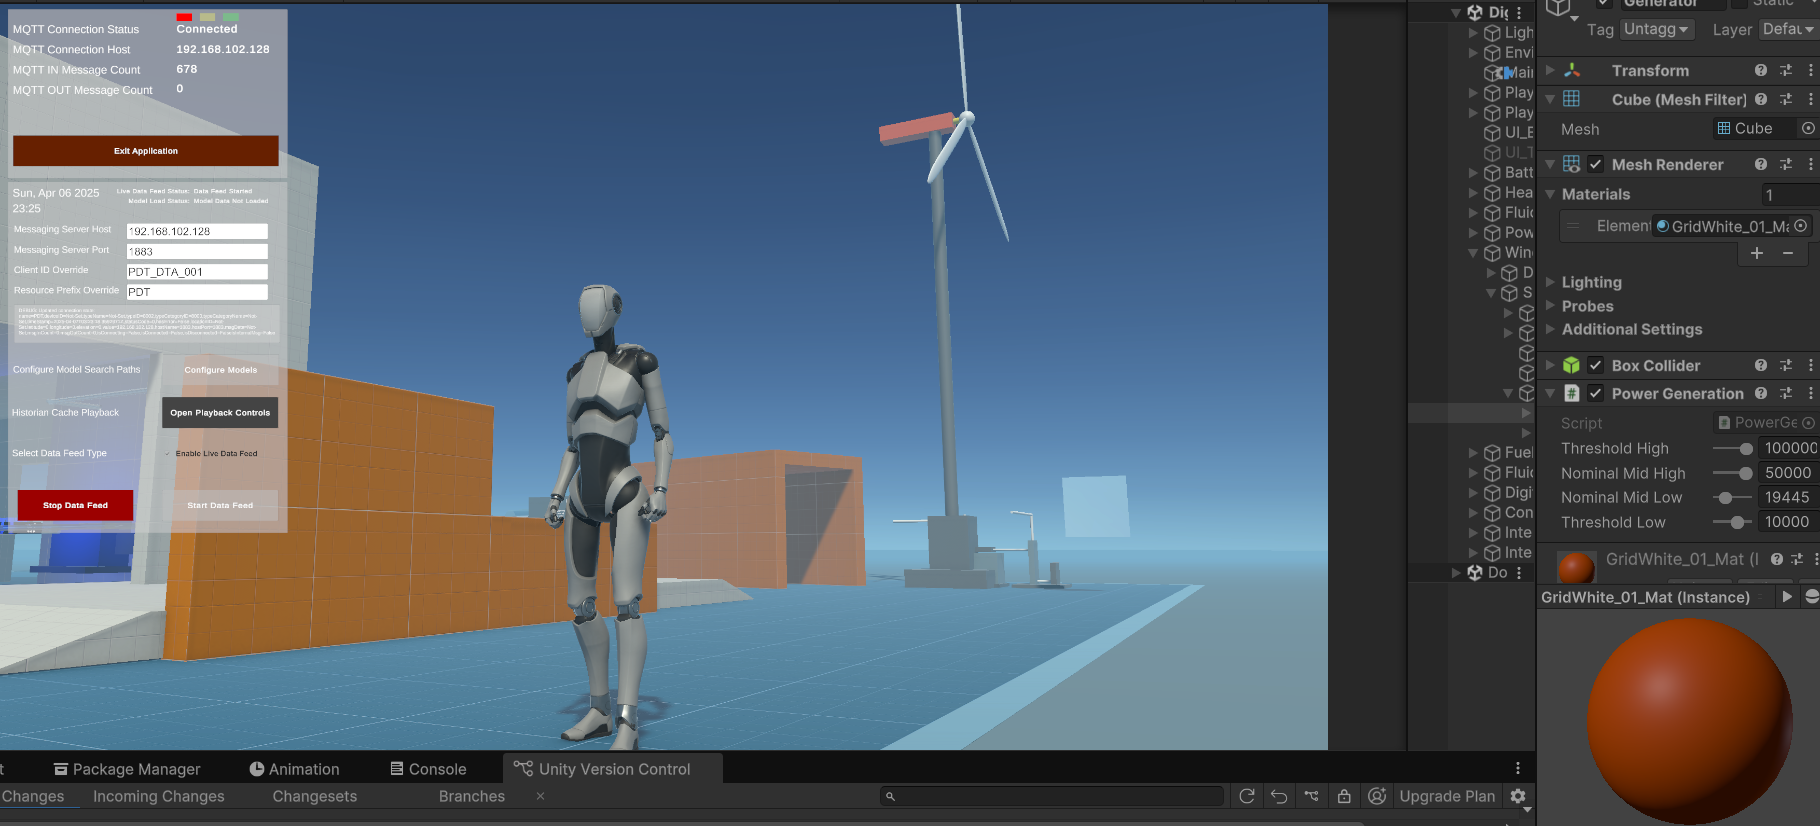 MQTT Connection Status Connected
MQTT Connection Host 192.168.102.128
MQTT IN Message Count 678
MQTT OUT Message Count 0
Exit Application
Sun, Apr 06 2025
23:25
Live Data Feed Status: Data Feed Started
Model Load Status: Model Data Not Loaded
Messaging Server Host 192.168.102.128
Messaging Server Port 1883
Client ID Override PDT_DTA_001
Resource Prefix Override PDT
Configure Model Search Paths Configure Models
Historian Cache Playback Open Playback Controls
Select Data Feed Type Enable Live Data Feed
Stop Data Feed Start Data Feed
Dig
Ligh
Envi
Mair
Play
Play
UI_E
UI_T
Batt
Hea
Fluid
Pow
Win
D
S
Fue
Fluid
Digi
Con
Inte
Inte
Do
Generator Static
Tag Untagg Layer Defau
Transform
Cube (Mesh Filter)
Mesh Cube
Mesh Renderer
Materials 1
Element GridWhite_01_Ma
+ −
Lighting
Probes
Additional Settings
Box Collider
# Power Generation
Script PowerGe
Threshold High 100000
Nominal Mid High 50000
Nominal Mid Low 19445
Threshold Low 10000
GridWhite_01_Mat (I
GridWhite_01_Mat (Instance)
t Package Manager Animation Console Unity Version Control
Changes Incoming Changes Changesets Branches × Upgrade Plan